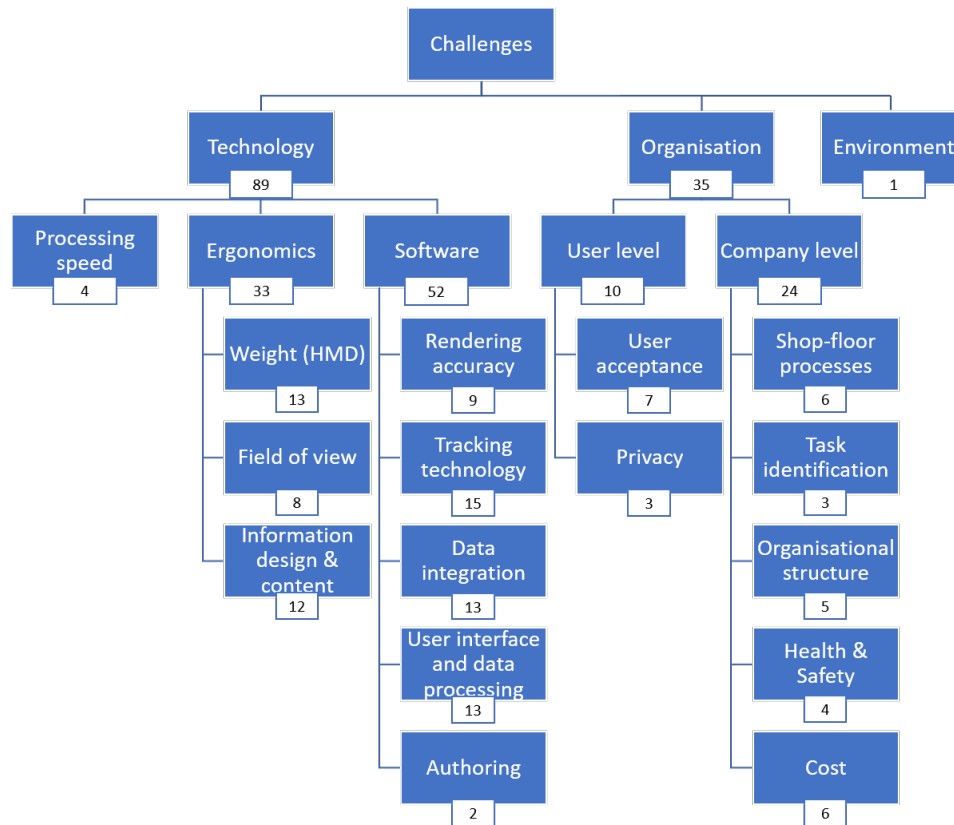 Challenges
Technology
89
Organisation
35
Environment
1
Processing
speed
4
Ergonomics
33
Software
52
User level
10
Company level
24
Weight (HMD)
13
Field of view
8
Information
design &
content
12
Rendering
accuracy
9
Tracking
technology
15
Data
integration
13
User interface
and data
processing
13
Authoring
2
User
acceptance
7
Privacy
3
Shop-floor
processes
6
Task
identification
3
Organisational
structure
5
Health &
Safety
4
Cost
6